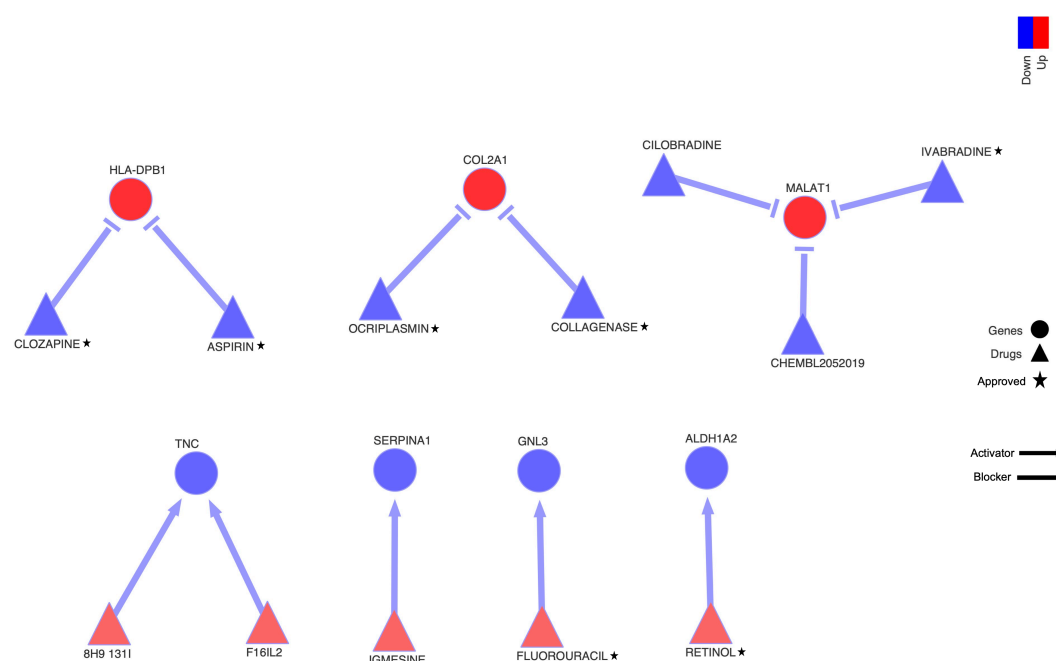 Down
Up
CILOBRADINE
IVABRADINE ★
COL2A1
HLA-DPB1
MALAT1
OCRIPLASMIN ★
COLLAGENASE ★
Genes
CLOZAPINE ★
ASPIRIN ★
Drugs
CHEMBL2052019
Approved ★
TNC
SERPINA1
GNL3
ALDH1A2
Activator
Blocker
8H9 131I
F16IL2
IGMESINE
FLUOROURACIL ★
RETINOL ★